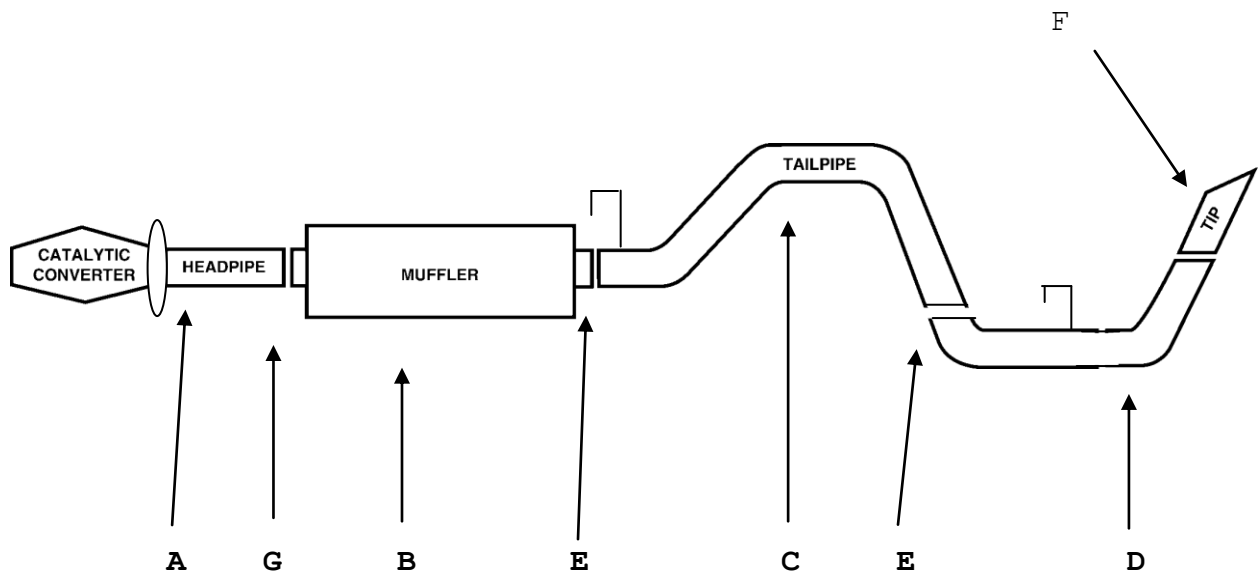 F
TAILPIPE
TIP
CATALYTIC
CONVERTER
HEADPIPE
MUFFLER
A G B E C E D